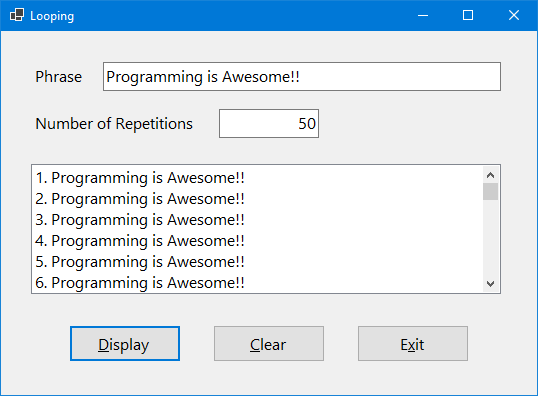 Looping
Phrase Programming is Awesome!!
Number of Repetitions 50
1. Programming is Awesome!!
2. Programming is Awesome!!
3. Programming is Awesome!!
4. Programming is Awesome!!
5. Programming is Awesome!!
6. Programming is Awesome!!
Display Clear Exit